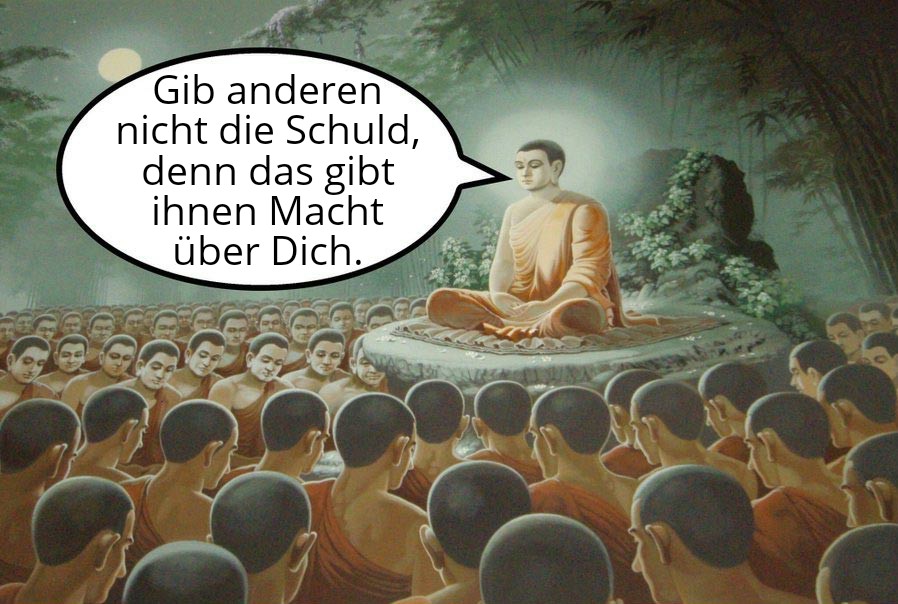 Gib anderen
nicht die Schuld,
denn das gibt
ihnen Macht
über Dich.